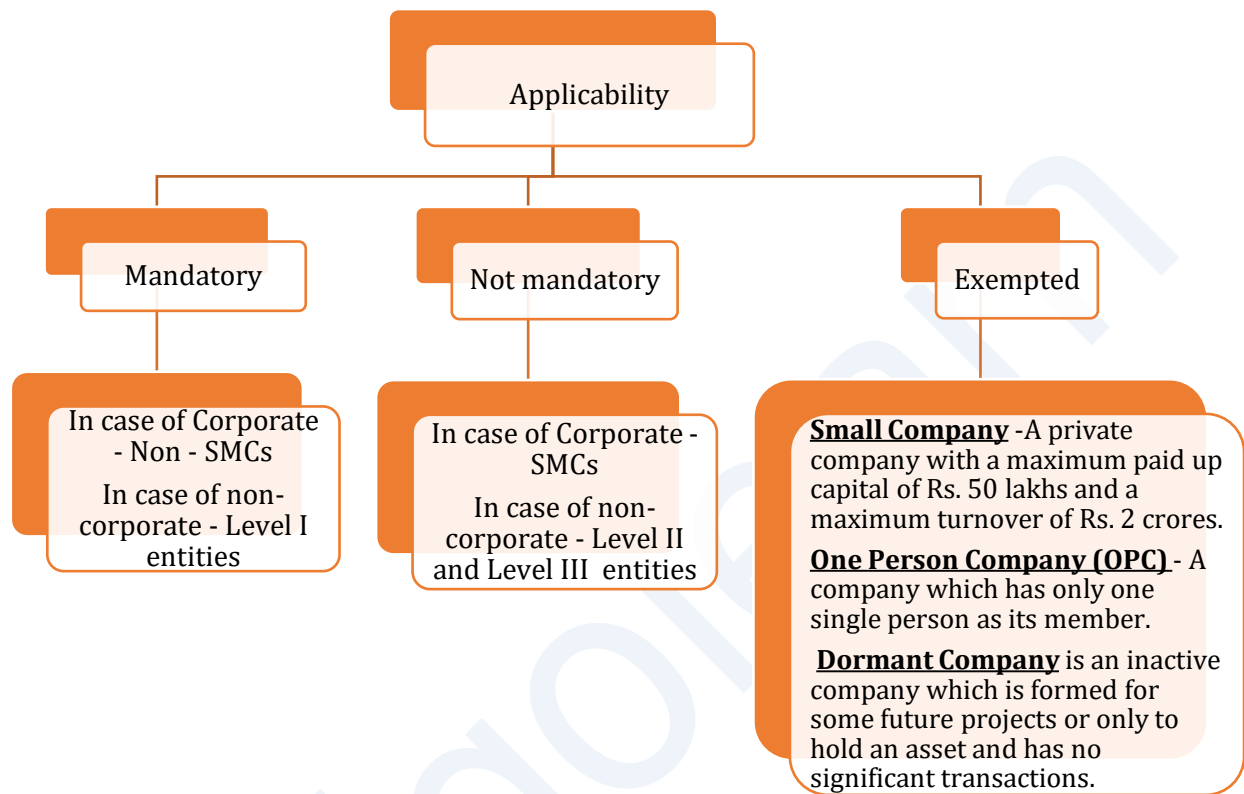 Applicability
Mandatory
Not mandatory
Exempted
In case of Corporate
- Non - SMCs
In case of non-
corporate - Level I
entities
In case of Corporate -
SMCs
In case of non-
corporate - Level II
and Level III entities
Small Company -A private
company with a maximum paid up
capital of Rs. 50 lakhs and a
maximum turnover of Rs. 2 crores.
One Person Company (OPC) - A
company which has only one
single person as its member.
Dormant Company is an inactive
company which is formed for
some future projects or only to
hold an asset and has no
significant transactions.